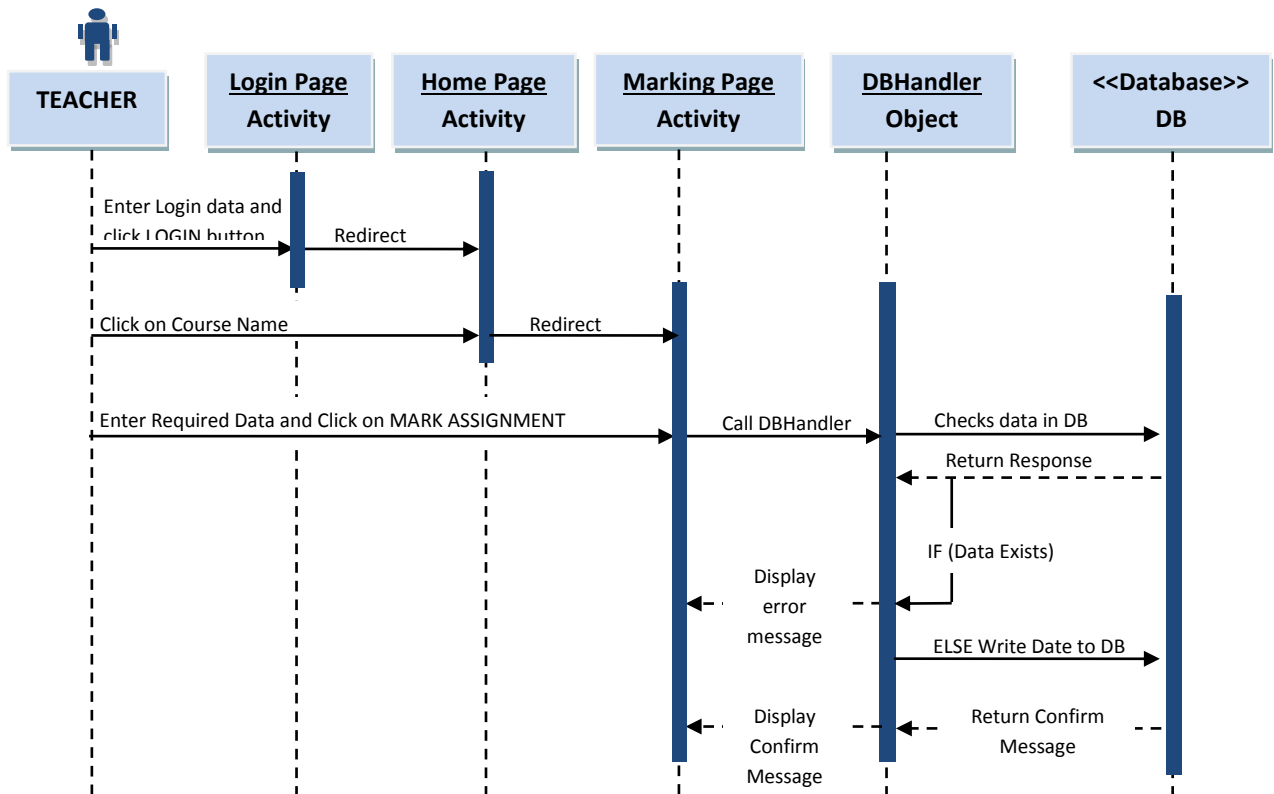 TEACHER
Login Page
Activity
Home Page
Activity
Marking Page
Activity
DBHandler
Object
<<Database>>
DB
Enter Login data and
click LOGIN button
Redirect
Click on Course Name
Redirect
Enter Required Data and Click on MARK ASSIGNMENT
Call DBHandler
Checks data in DB
Return Response
IF (Data Exists)
Display
error
message
ELSE Write Date to DB
Display
Confirm
Message
Return Confirm
Message